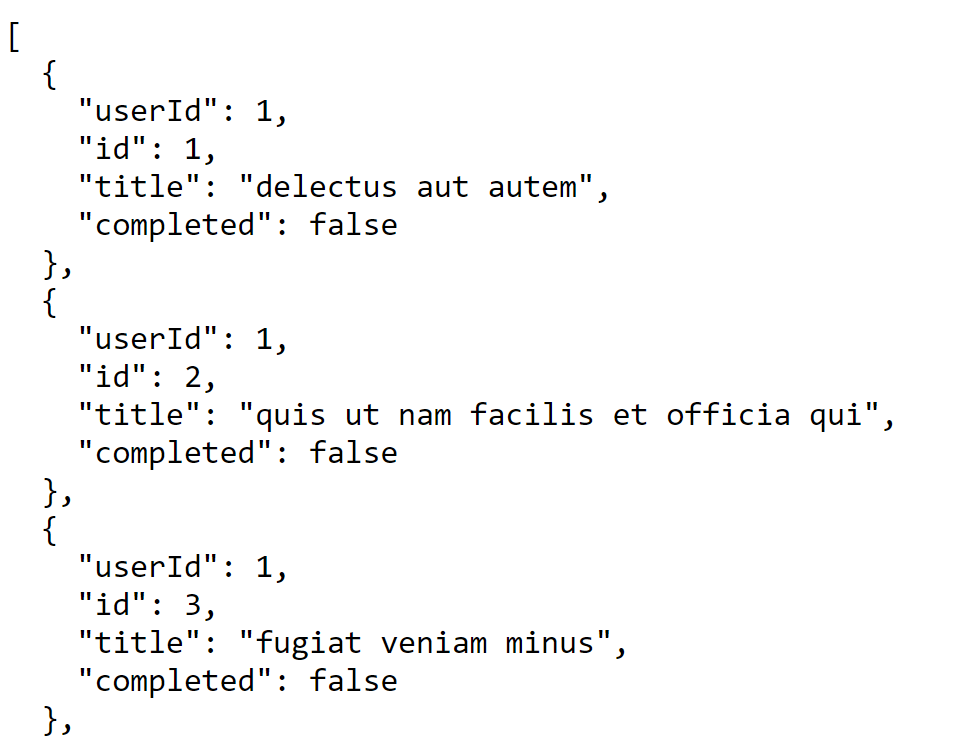 [
  {
    "userId": 1,
    "id": 1,
    "title": "delectus aut autem",
    "completed": false
  },
  {
    "userId": 1,
    "id": 2,
    "title": "quis ut nam facilis et officia qui",
    "completed": false
  },
  {
    "userId": 1,
    "id": 3,
    "title": "fugiat veniam minus",
    "completed": false
  },